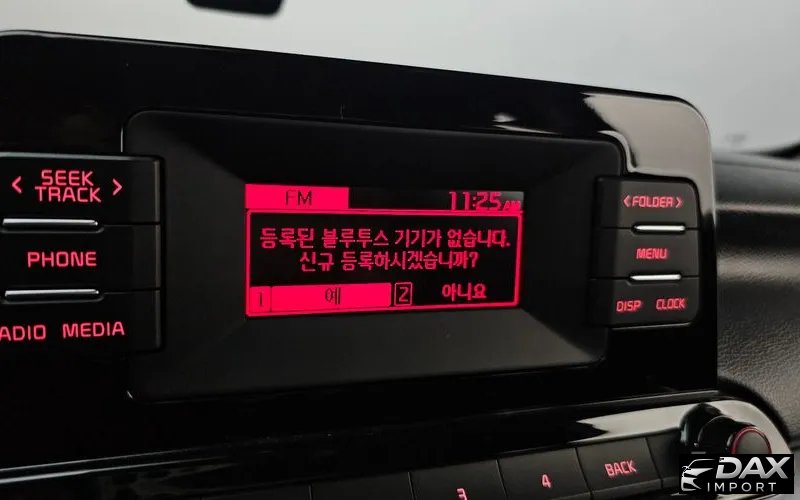 < SEEK >
TRACK
PHONE
ADIO MEDIA
FM 11:25 AM
등록된 블루투스 기기가 없습니다.
신규 등록하시겠습니까?
1 예 2 아니요
< FOLDER >
MENU
DISP CLOCK
3 4 BACK
DAX
IMPORT